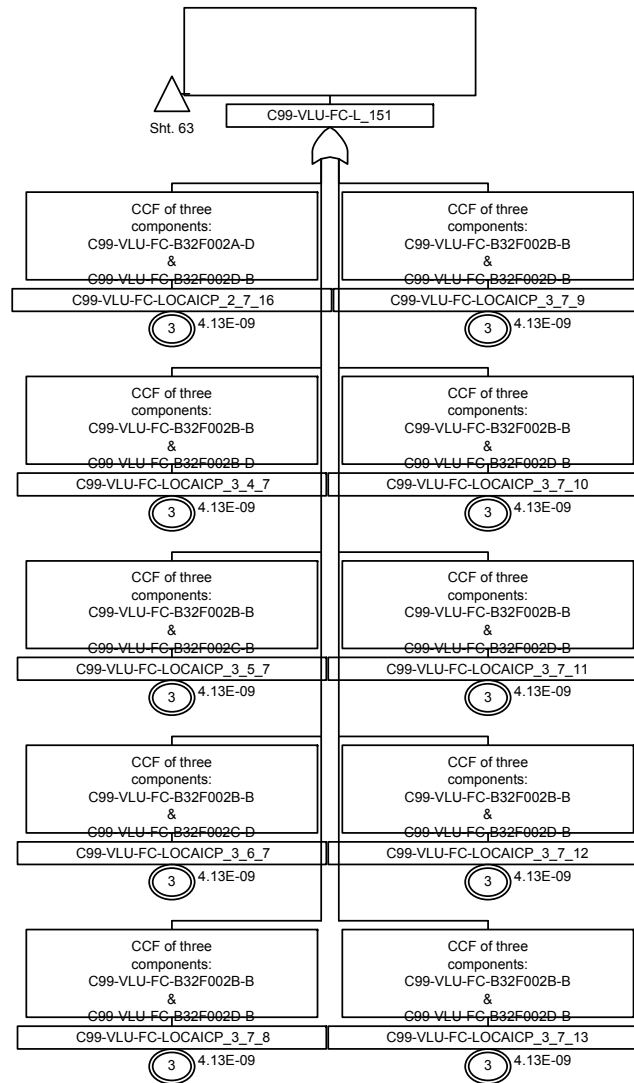 Sht. 63
C99-VLU-FC-L_151
CCF of three
components:
C99-VLU-FC-B32F002A-D
&
C99-VLU-FC-B32F002D-B
C99-VLU-FC-LOCAICP_2_7_16
3
4.13E-09
CCF of three
components:
C99-VLU-FC-B32F002B-B
&
C99-VLU-FC-B32F002D-B
C99-VLU-FC-LOCAICP_3_7_9
3
4.13E-09
CCF of three
components:
C99-VLU-FC-B32F002B-B
&
C99-VLU-FC-B32F002B-D
C99-VLU-FC-LOCAICP_3_4_7
3
4.13E-09
CCF of three
components:
C99-VLU-FC-B32F002B-B
&
C99-VLU-FC-B32F002D-B
C99-VLU-FC-LOCAICP_3_7_10
3
4.13E-09
CCF of three
components:
C99-VLU-FC-B32F002B-B
&
C99-VLU-FC-B32F002C-B
C99-VLU-FC-LOCAICP_3_5_7
3
4.13E-09
CCF of three
components:
C99-VLU-FC-B32F002B-B
&
C99-VLU-FC-B32F002D-B
C99-VLU-FC-LOCAICP_3_7_11
3
4.13E-09
CCF of three
components:
C99-VLU-FC-B32F002B-B
&
C99-VLU-FC-B32F002C-D
C99-VLU-FC-LOCAICP_3_6_7
3
4.13E-09
CCF of three
components:
C99-VLU-FC-B32F002B-B
&
C99-VLU-FC-B32F002D-B
C99-VLU-FC-LOCAICP_3_7_12
3
4.13E-09
CCF of three
components:
C99-VLU-FC-B32F002B-B
&
C99-VLU-FC-B32F002D-B
C99-VLU-FC-LOCAICP_3_7_8
3
4.13E-09
CCF of three
components:
C99-VLU-FC-B32F002B-B
&
C99-VLU-FC-B32F002D-B
C99-VLU-FC-LOCAICP_3_7_13
3
4.13E-09